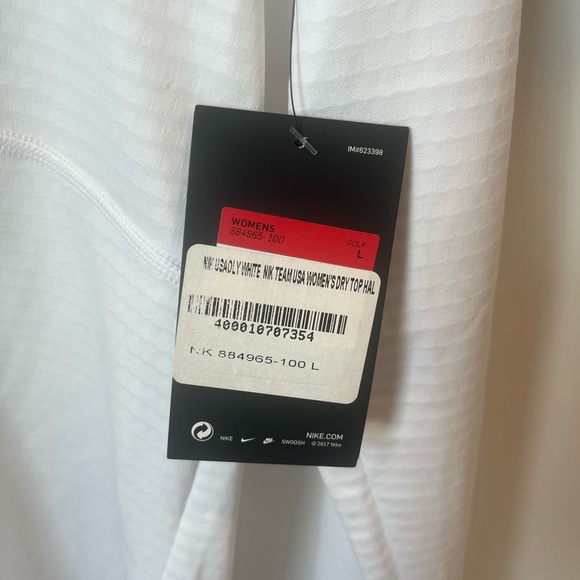 IM#623398
WOMENS
884965-100
GOLF
L
NIK USAOLY WHITE NIK TEAM USA WOMEN'S DRY TOP HAL
400010707354
NK 884965-100 L
NIKE SWOOSH
NIKE.COM
© 2017 Nike